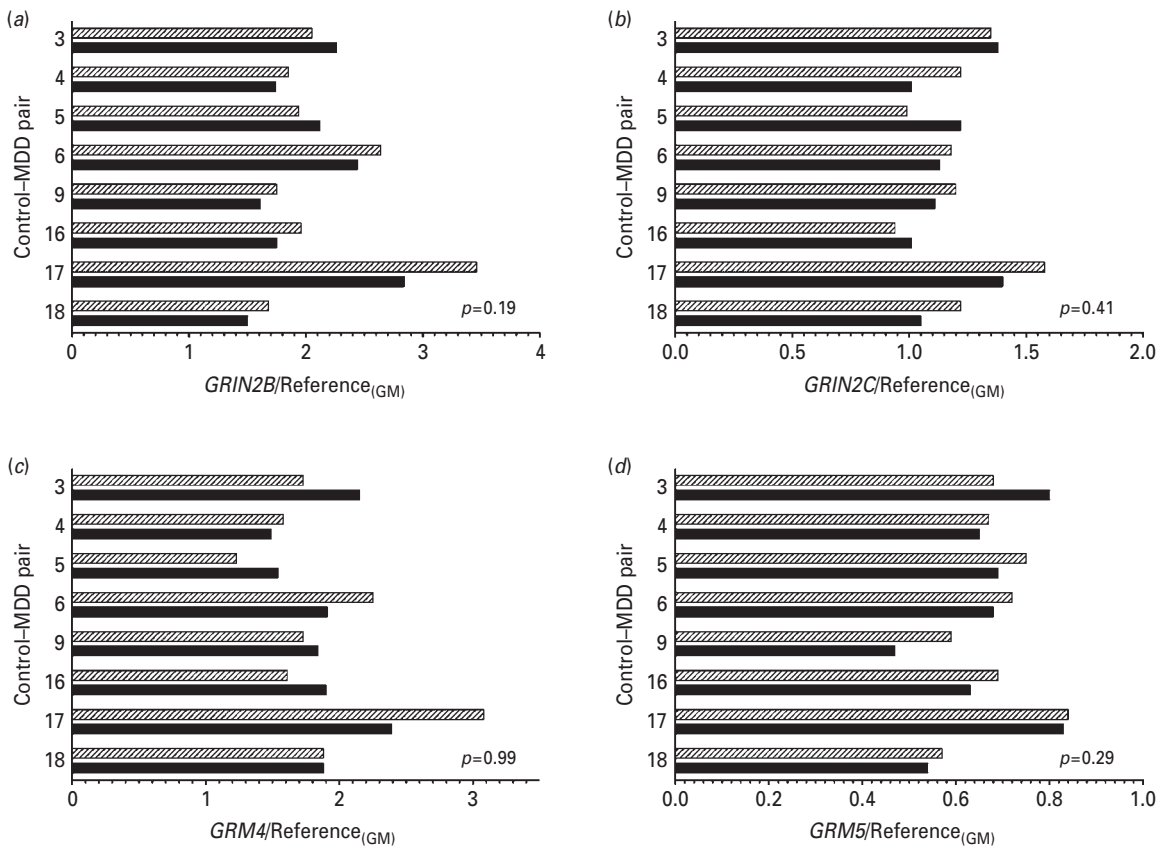 (a)
Control–MDD pair
3
4
5
6
9
16
17
18
p=0.19
0 1 2 3 4
GRIN2B/Reference(GM)
(b)
Control–MDD pair
3
4
5
6
9
16
17
18
p=0.41
0.0 0.5 1.0 1.5 2.0
GRIN2C/Reference(GM)
(c)
Control–MDD pair
3
4
5
6
9
16
17
18
p=0.99
0 1 2 3
GRM4/Reference(GM)
(d)
Control–MDD pair
3
4
5
6
9
16
17
18
p=0.29
0.0 0.2 0.4 0.6 0.8 1.0
GRM5/Reference(GM)